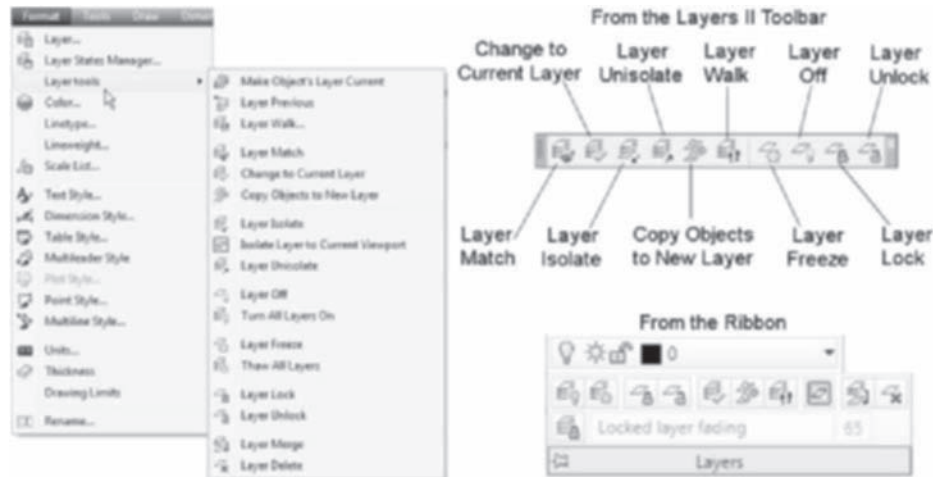 Format Tools Draw
Layer...
Layer States Manager...
Layer tools
Color...
Linetype...
Lineweight...
Scale List...
Text Style...
Dimension Style...
Table Style...
Multileader Style
Plot Style...
Point Style...
Multiline Style...
Units...
Thickness
Drawing Limits
Rename...
Make Object's Layer Current
Layer Previous
Layer Walk...
Layer Match
Change to Current Layer
Copy Objects to New Layer
Layer Isolate
Isolate Layer to Current Viewport
Layer Unisolate
Layer Off
Turn All Layers On
Layer Freeze
Thaw All Layers
Layer Lock
Layer Unlock
Layer Merge
Layer Delete
From the Layers II Toolbar
Change to
Current Layer
Layer
Unisolate
Layer
Walk
Layer
Off
Layer
Unlock
Layer
Match
Layer
Isolate
Copy Objects
to New Layer
Layer
Freeze
Layer
Lock
From the Ribbon
0
Locked layer fading 65
Layers